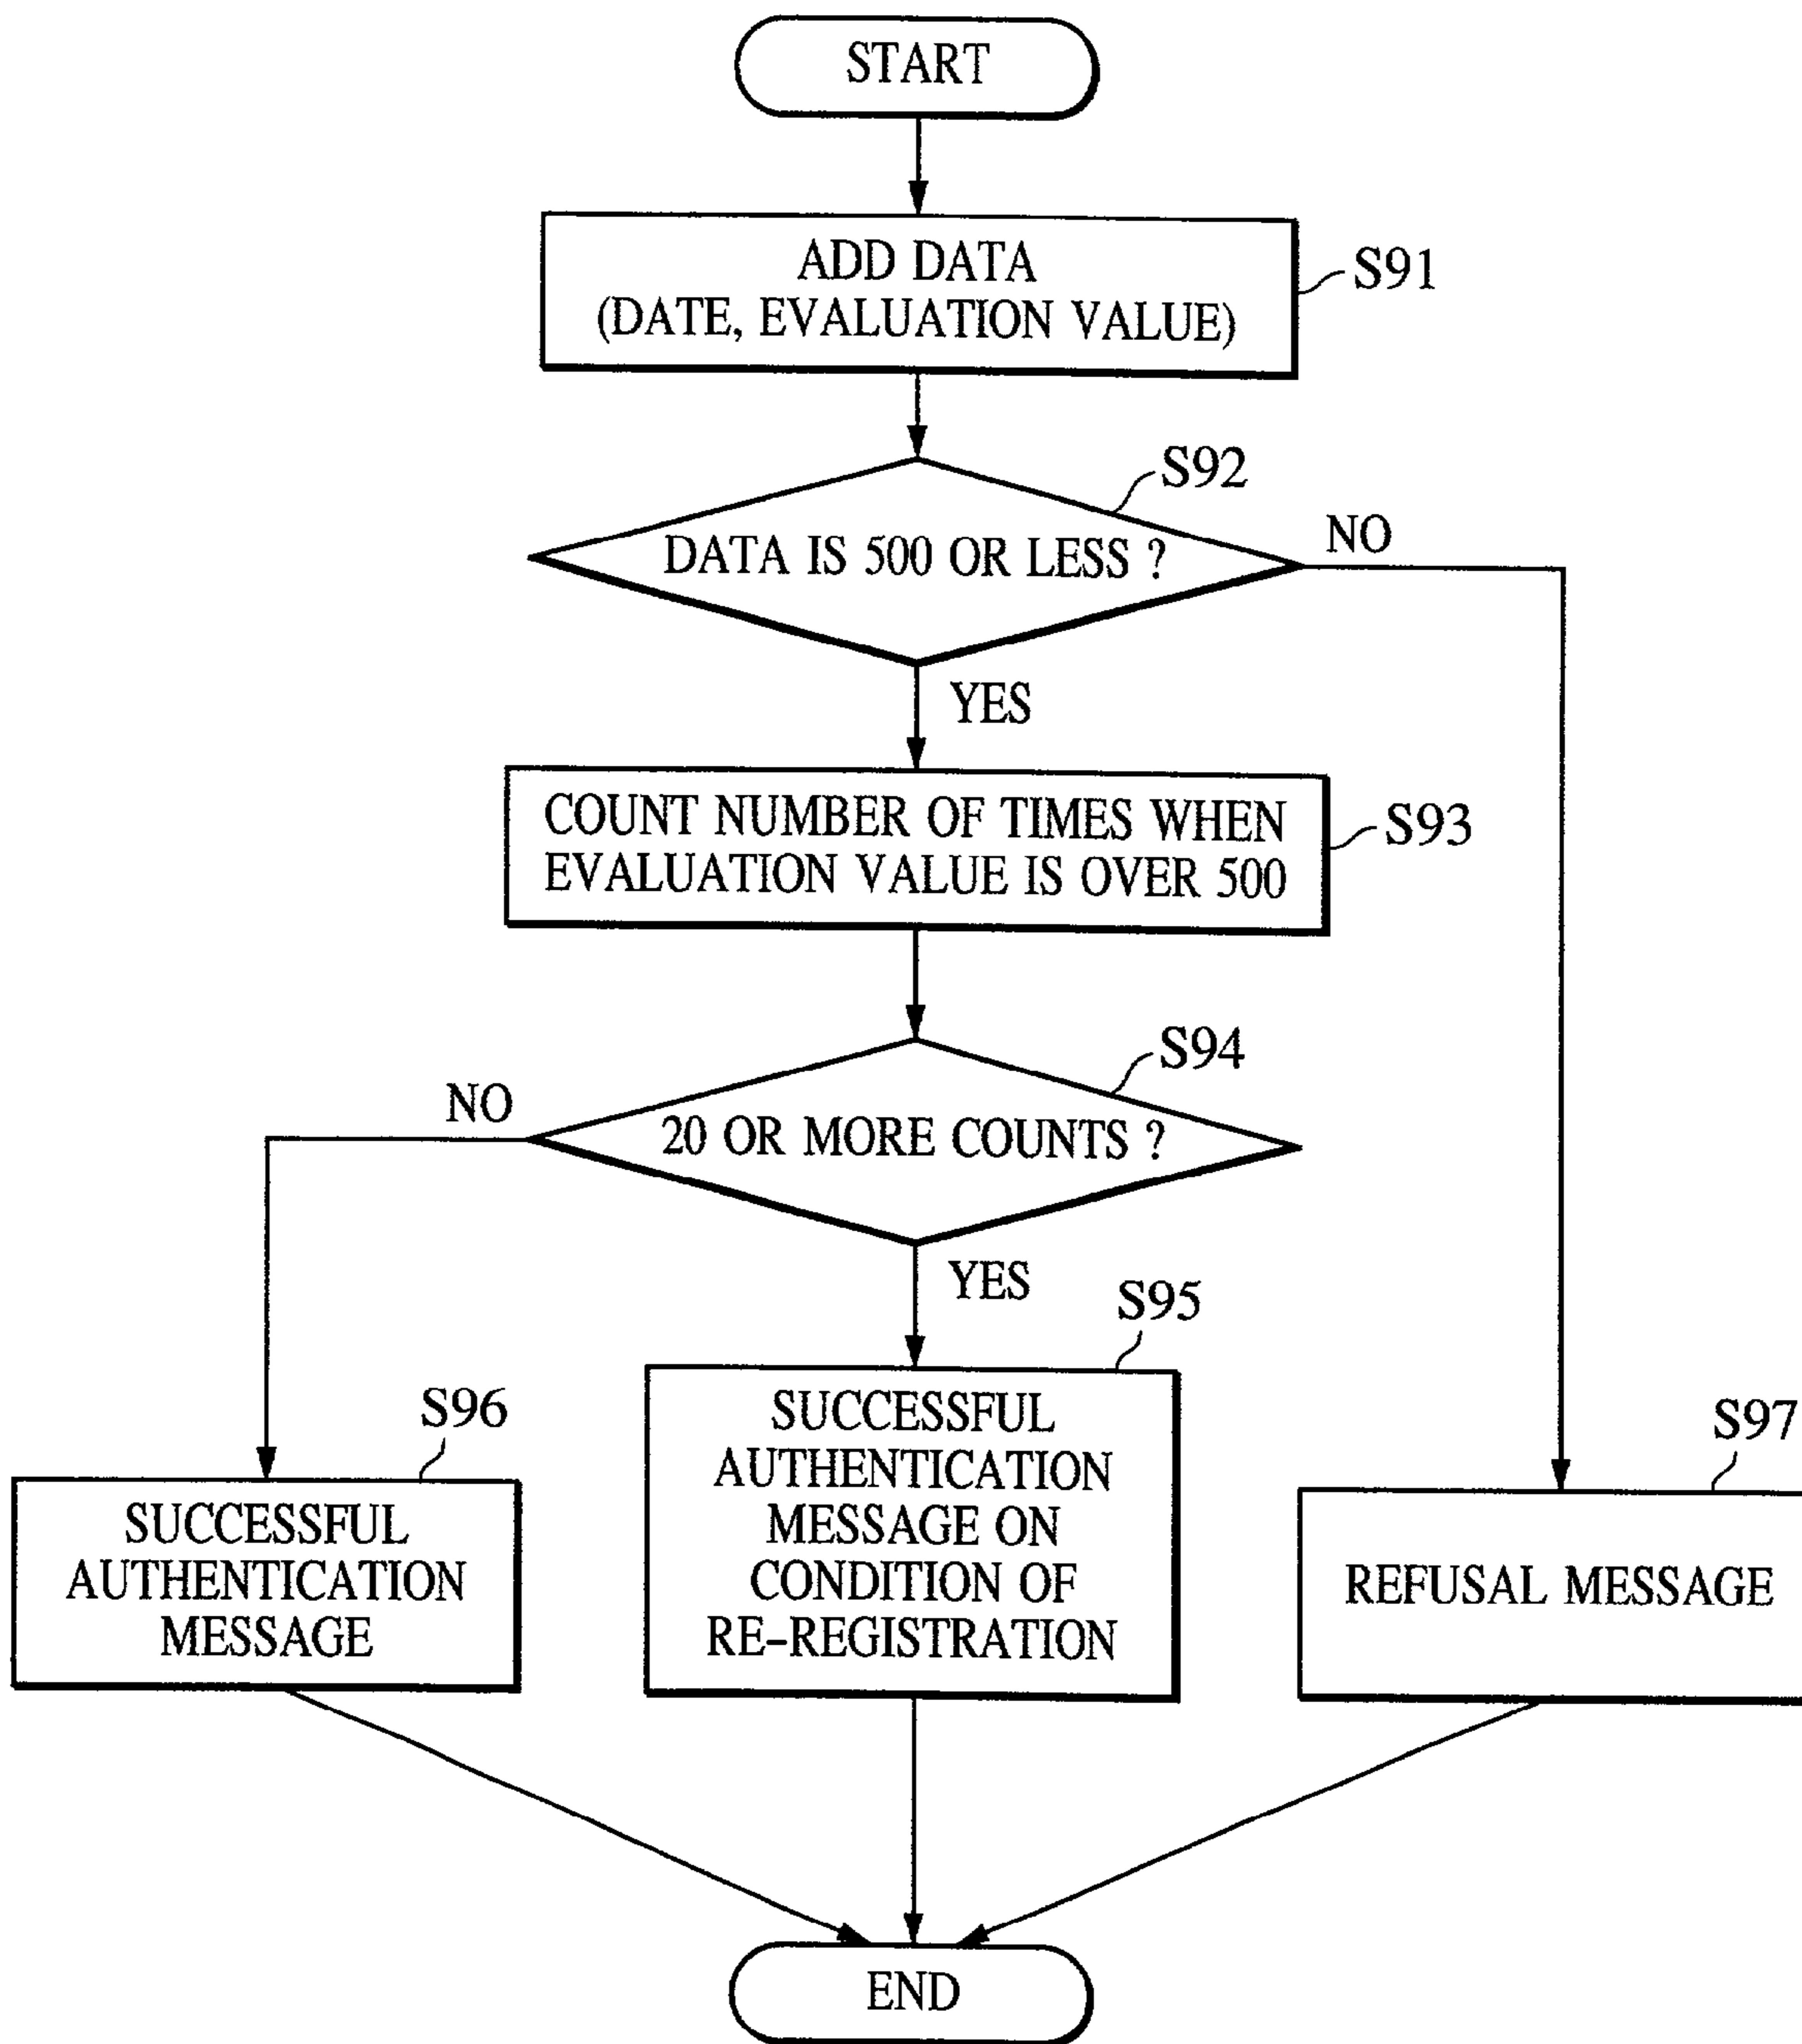 START
ADD DATA
(DATE, EVALUATION VALUE)
S91
S92
DATA IS 500 OR LESS ?
NO
YES
COUNT NUMBER OF TIMES WHEN
EVALUATION VALUE IS OVER 500
S93
S94
NO
20 OR MORE COUNTS ?
YES
S95
S96
SUCCESSFUL
AUTHENTICATION
MESSAGE
SUCCESSFUL
AUTHENTICATION
MESSAGE ON
CONDITION OF
RE-REGISTRATION
S97
REFUSAL MESSAGE
END